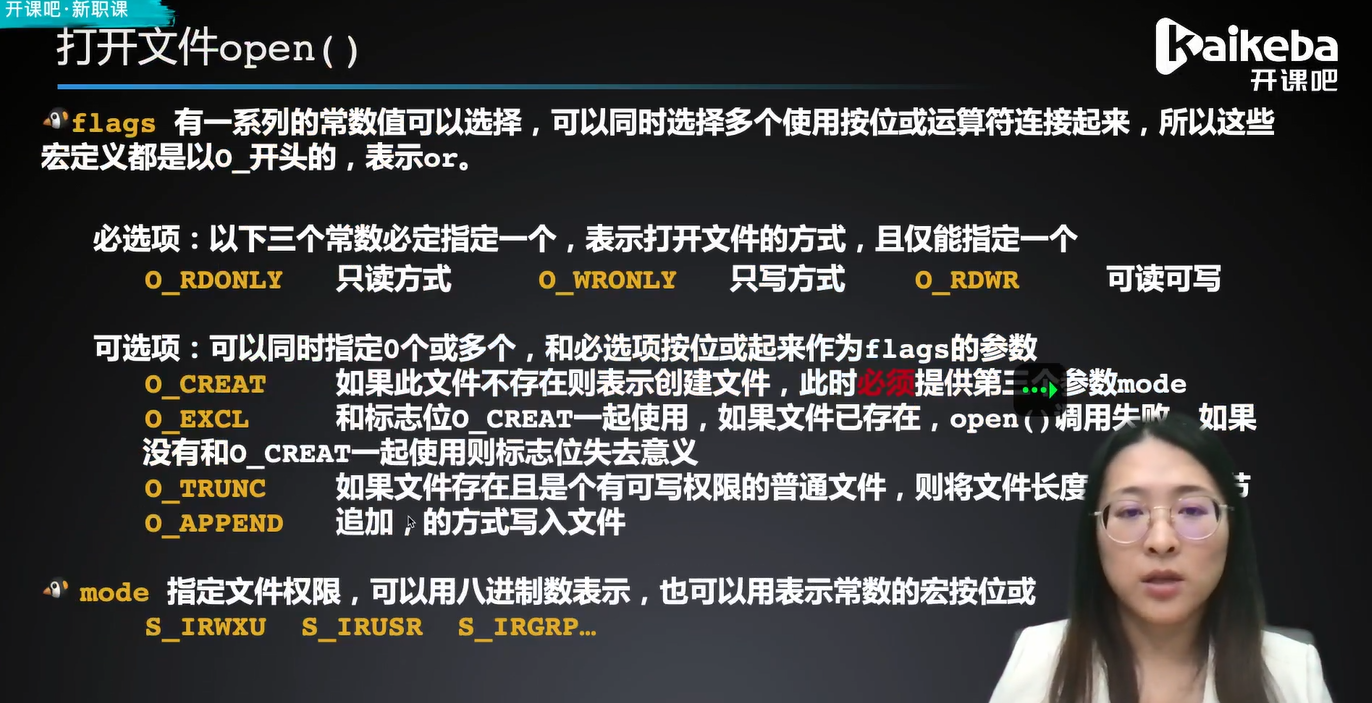 开课吧·新职课
打开文件open()
kaikeba
开课吧
flags 有一系列的常数值可以选择，可以同时选择多个使用按位或运算符连接起来，所以这些
宏定义都是以O_开头的，表示or。
必选项：以下三个常数必定指定一个，表示打开文件的方式，且仅能指定一个
O_RDONLY 只读方式 O_WRONLY 只写方式 O_RDWR 可读可写
可选项：可以同时指定0个或多个，和必选项按位或起来作为flags的参数
O_CREAT 如果此文件不存在则表示创建文件，此时必须提供第三个参数mode
O_EXCL 和标志位O_CREAT一起使用，如果文件已存在，open()调用失败 如果
没有和O_CREAT一起使用则标志位失去意义
O_TRUNC 如果文件存在且是个有可写权限的普通文件，则将文件长度 节
O_APPEND 追加 的方式写入文件
mode 指定文件权限，可以用八进制数表示，也可以用表示常数的宏按位或
S_IRWXU S_IRUSR S_IRGRP…